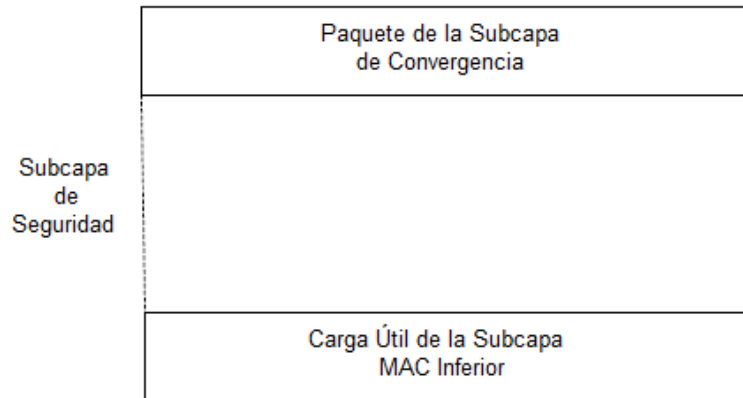 Paquete de la Subcapa
de Convergencia
Subcapa
de
Seguridad
Carga Útil de la Subcapa
MAC Inferior